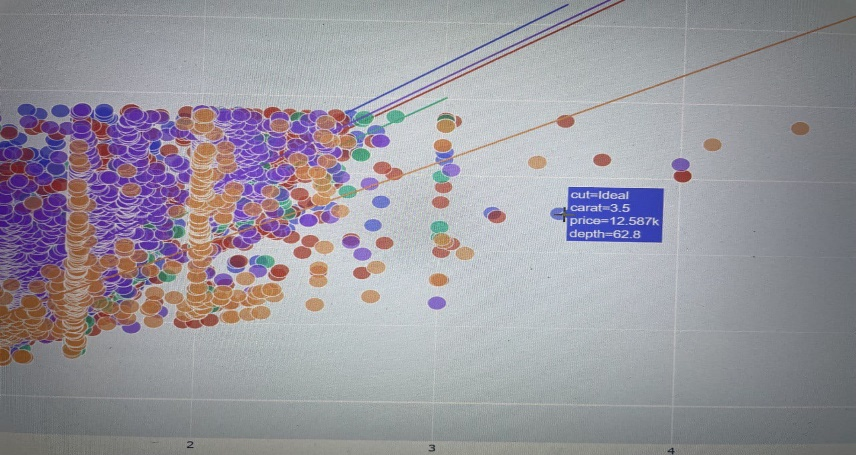 cut=Ideal
carat=3.5
price=12.587k
depth=62.8
2
3
4